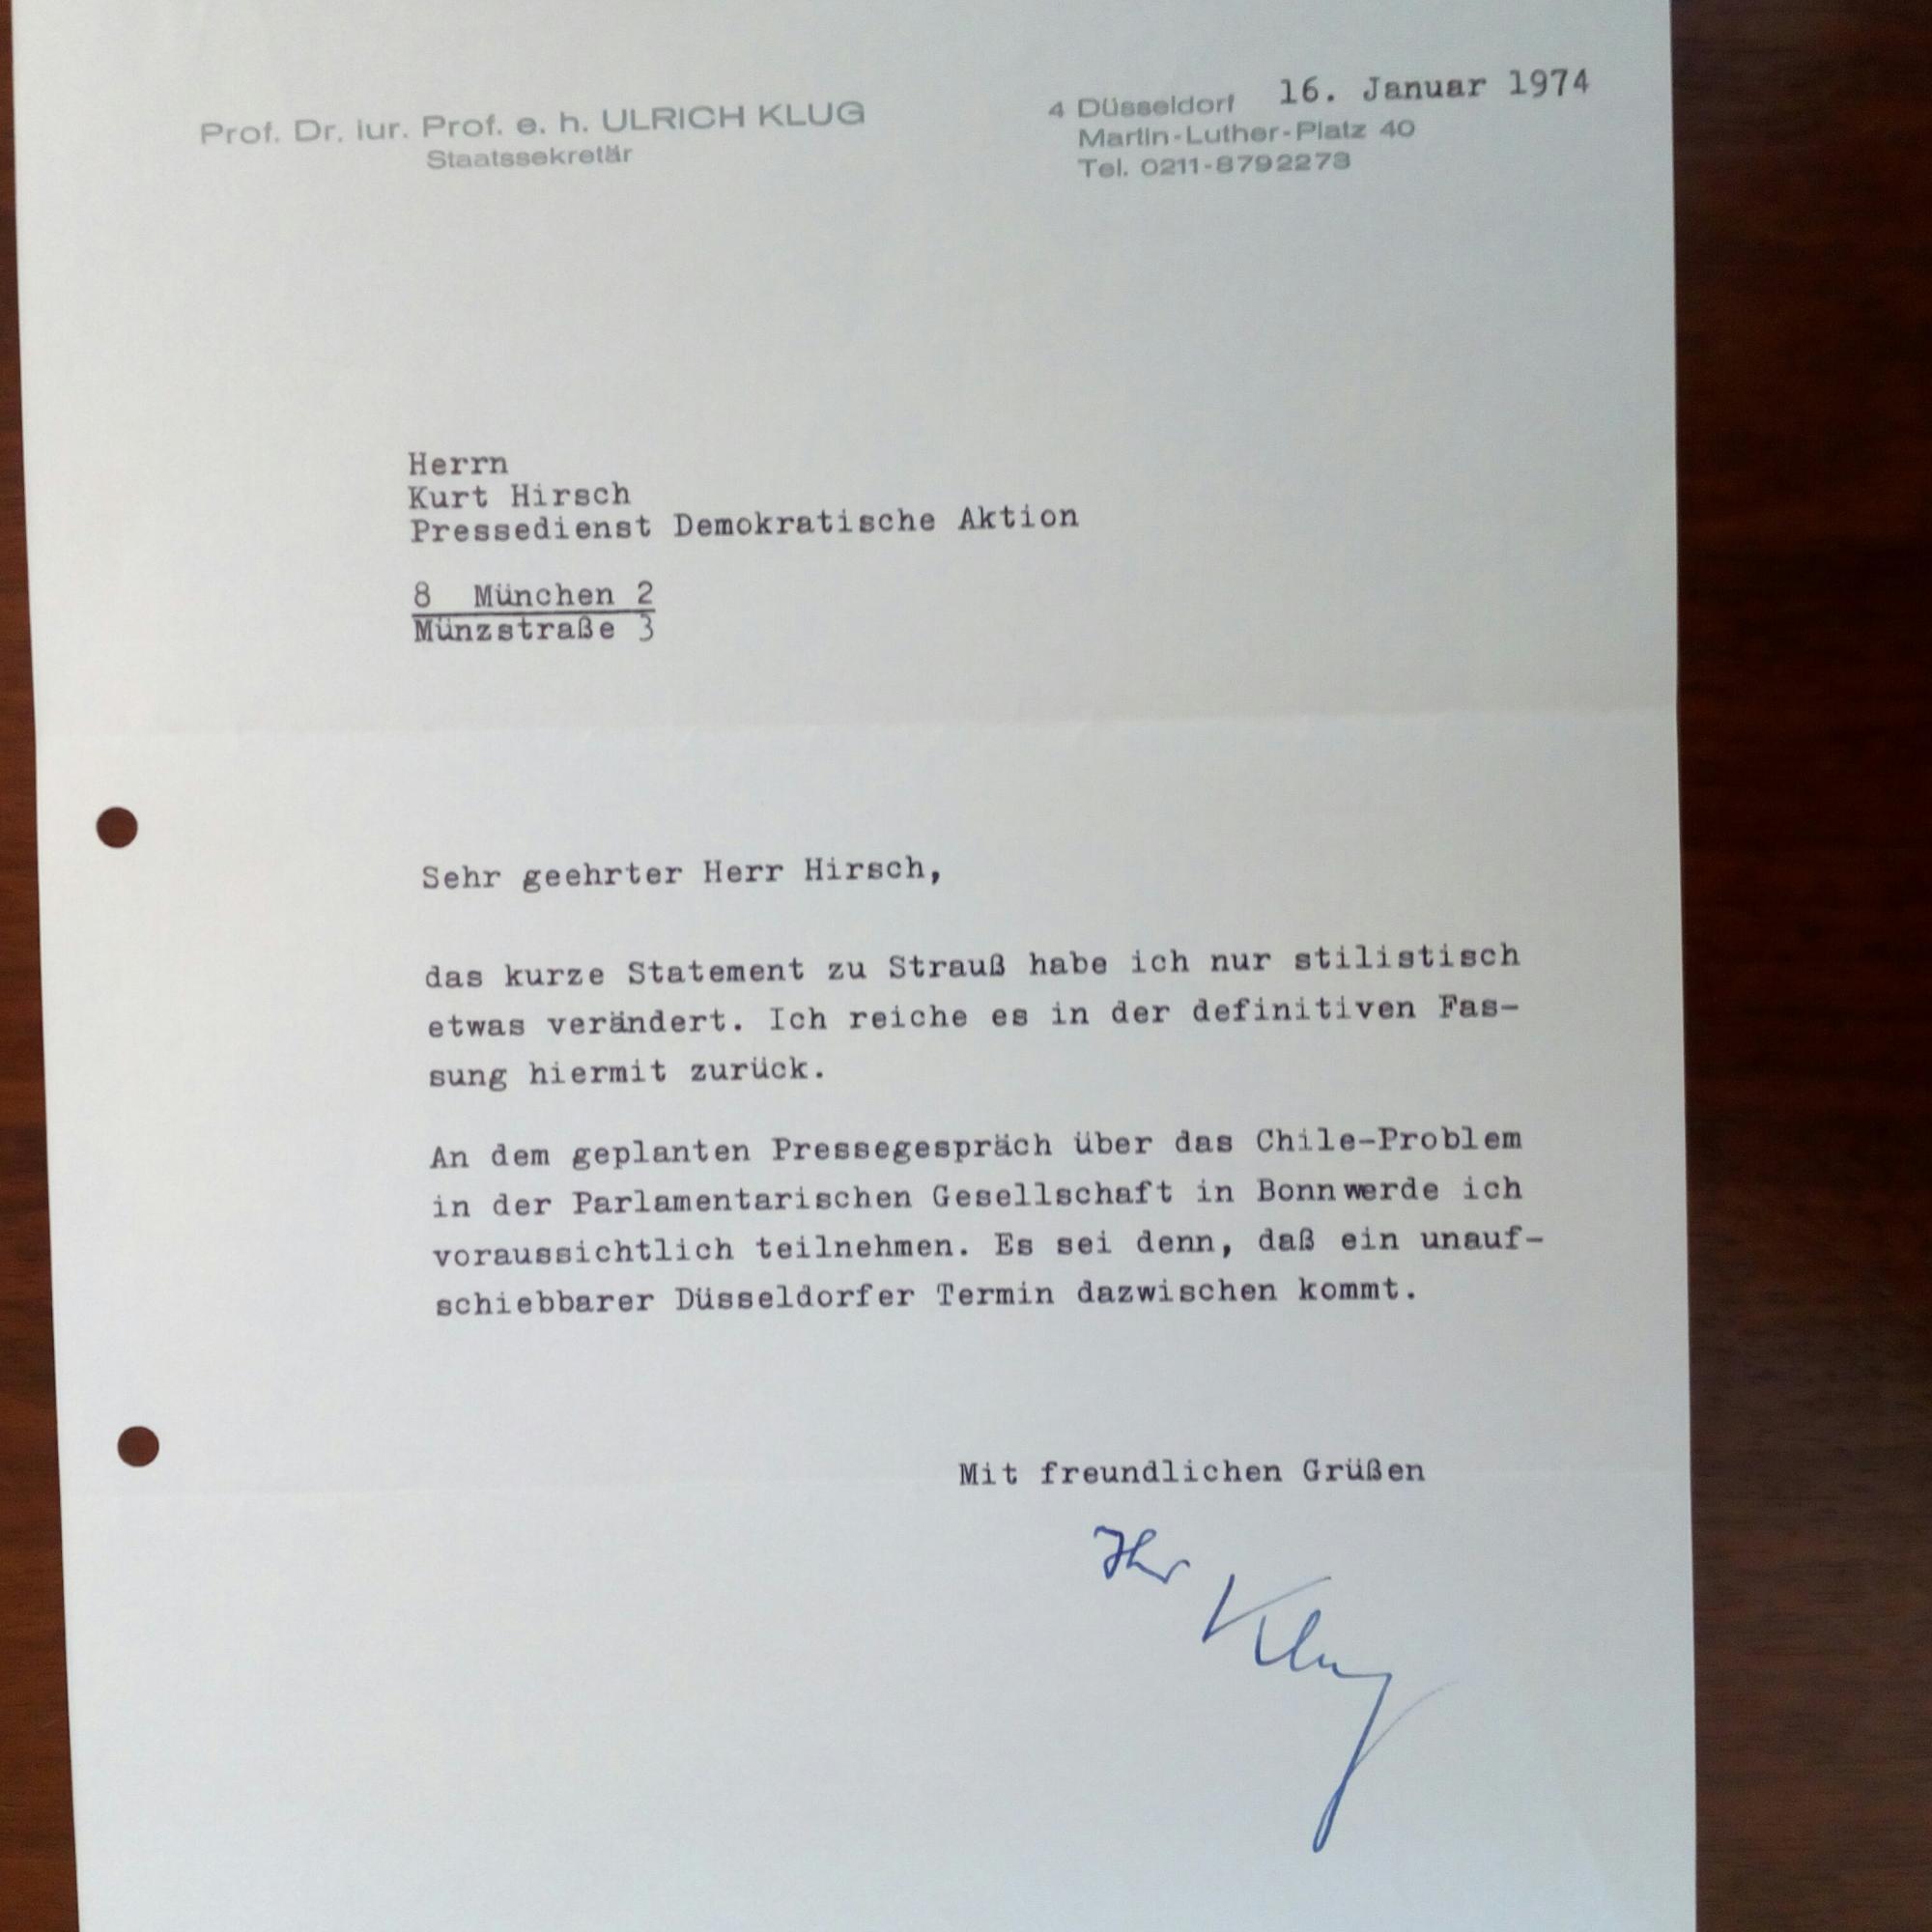 16. Januar 1974
Prof. Dr. iur. Prof. e. h. ULRICH KLUG
Staatssekretär
4 Düsseldorf
Martin-Luther-Platz 40
Tel. 0211-8792273
Herrn
Kurt Hirsch
Pressedienst Demokratische Aktion
8 München 2
Münzstraße 3
Sehr geehrter Herr Hirsch,
das kurze Statement zu Strauß habe ich nur stilistisch
etwas verändert. Ich reiche es in der definitiven Fas-
sung hiermit zurück.
An dem geplanten Pressegespräch über das Chile-Problem
in der Parlamentarischen Gesellschaft in Bonn werde ich
voraussichtlich teilnehmen. Es sei denn, daß ein unauf-
schiebbarer Düsseldorfer Termin dazwischen kommt.
Mit freundlichen Grüßen
Ihr
Klug